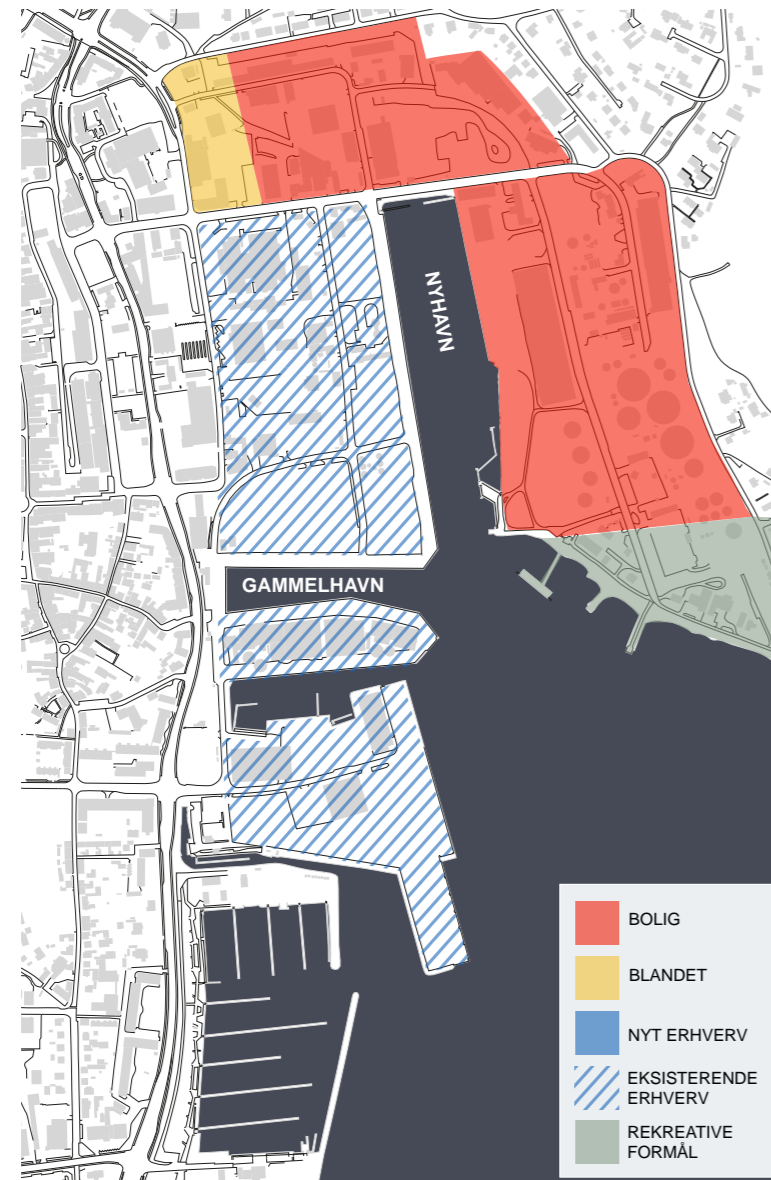 NYHAVN
GAMMELHAVN
BOLIG
BLANDET
NYT ERHVERV
EKSISTERENDE
ERHVERV
REKREATIVE
FORMÅL